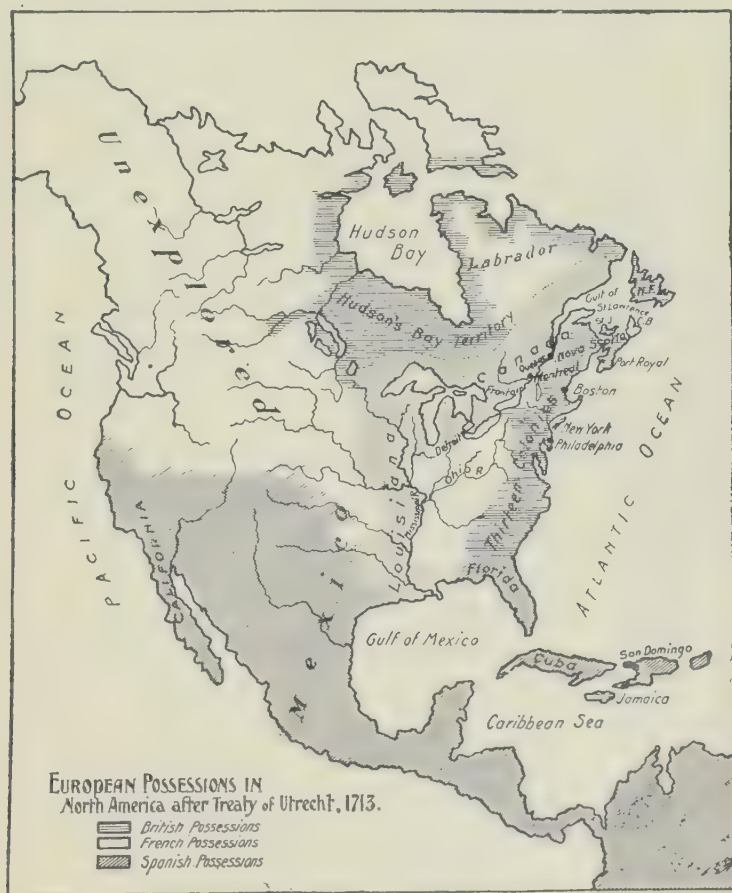 Unexplored
Hudson
Bay
Labrador
N.F.
Gulf of
St Lawrence
St J
C.B
Hudson's Bay Territory
Canada
Quebec
Nova Scotia
Port Royal
Montreal
Frontenac
Boston
New York
Philadelphia
Detroit
Ohio R
Thirteen Colonies
Louisiana
Mississippi R
PACIFIC OCEAN
ATLANTIC OCEAN
CALIFORNIA
Mexico
Florida
Gulf of Mexico
Cuba
San Domingo
Jamaica
Caribbean Sea
EUROPEAN POSSESSIONS IN
North America after Treaty of Utrecht, 1713.
British Possessions
French Possessions
Spanish Possessions